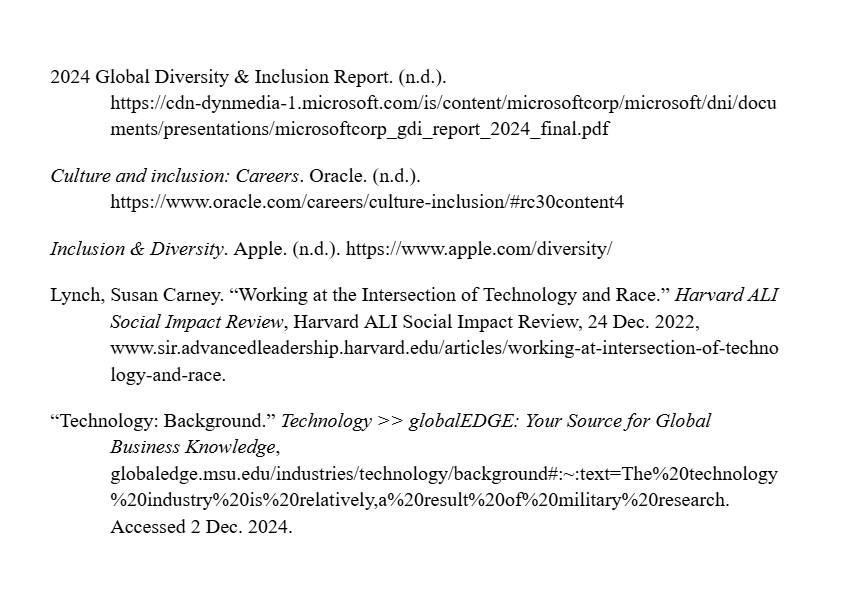 2024 Global Diversity & Inclusion Report. (n.d.).
https://cdn-dynmedia-1.microsoft.com/is/content/microsoftcorp/microsoft/dni/docu
ments/presentations/microsoftcorp_gdi_report_2024_final.pdf
Culture and inclusion: Careers. Oracle. (n.d.).
https://www.oracle.com/careers/culture-inclusion/#rc30content4
Inclusion & Diversity. Apple. (n.d.). https://www.apple.com/diversity/
Lynch, Susan Carney. “Working at the Intersection of Technology and Race.” Harvard ALI
Social Impact Review, Harvard ALI Social Impact Review, 24 Dec. 2022,
www.sir.advancedleadership.harvard.edu/articles/working-at-intersection-of-techno
logy-and-race.
“Technology: Background.” Technology >> globalEDGE: Your Source for Global
Business Knowledge,
globaledge.msu.edu/industries/technology/background#:~:text=The%20technology
%20industry%20is%20relatively,a%20result%20of%20military%20research.
Accessed 2 Dec. 2024.